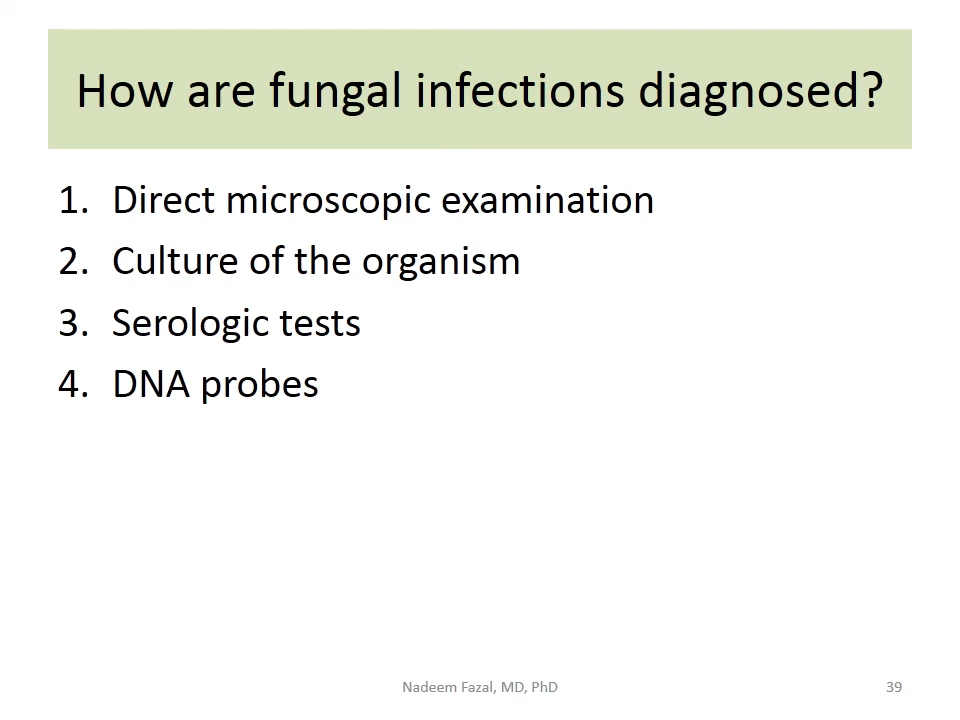 How are fungal infections diagnosed?
1. Direct microscopic examination
2. Culture of the organism
3. Serologic tests
4. DNA probes
Nadeem Fazal, MD, PhD
39